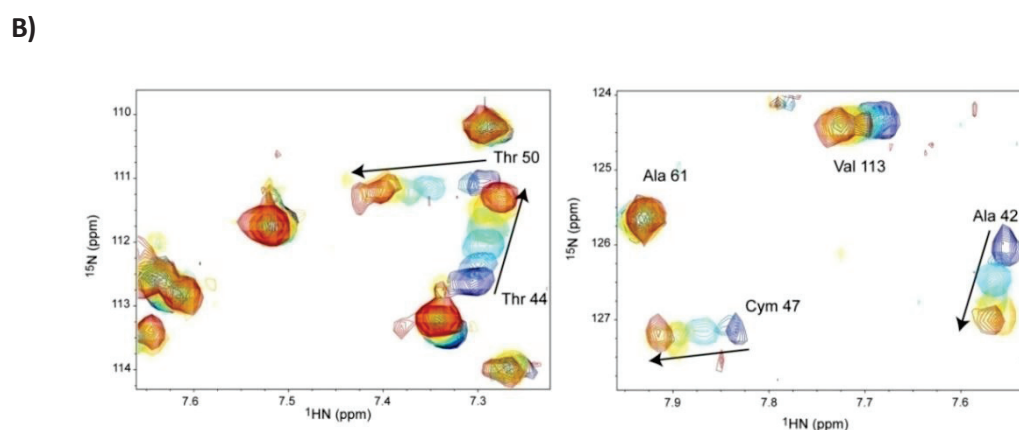 B)
110
111
112
113
114
15N (ppm)
7.6
7.5
7.4
7.3
1HN (ppm)
Thr 50
Thr 44
124
125
126
127
15N (ppm)
7.9
7.8
7.7
7.6
1HN (ppm)
Ala 61
Val 113
Ala 42
Cym 47